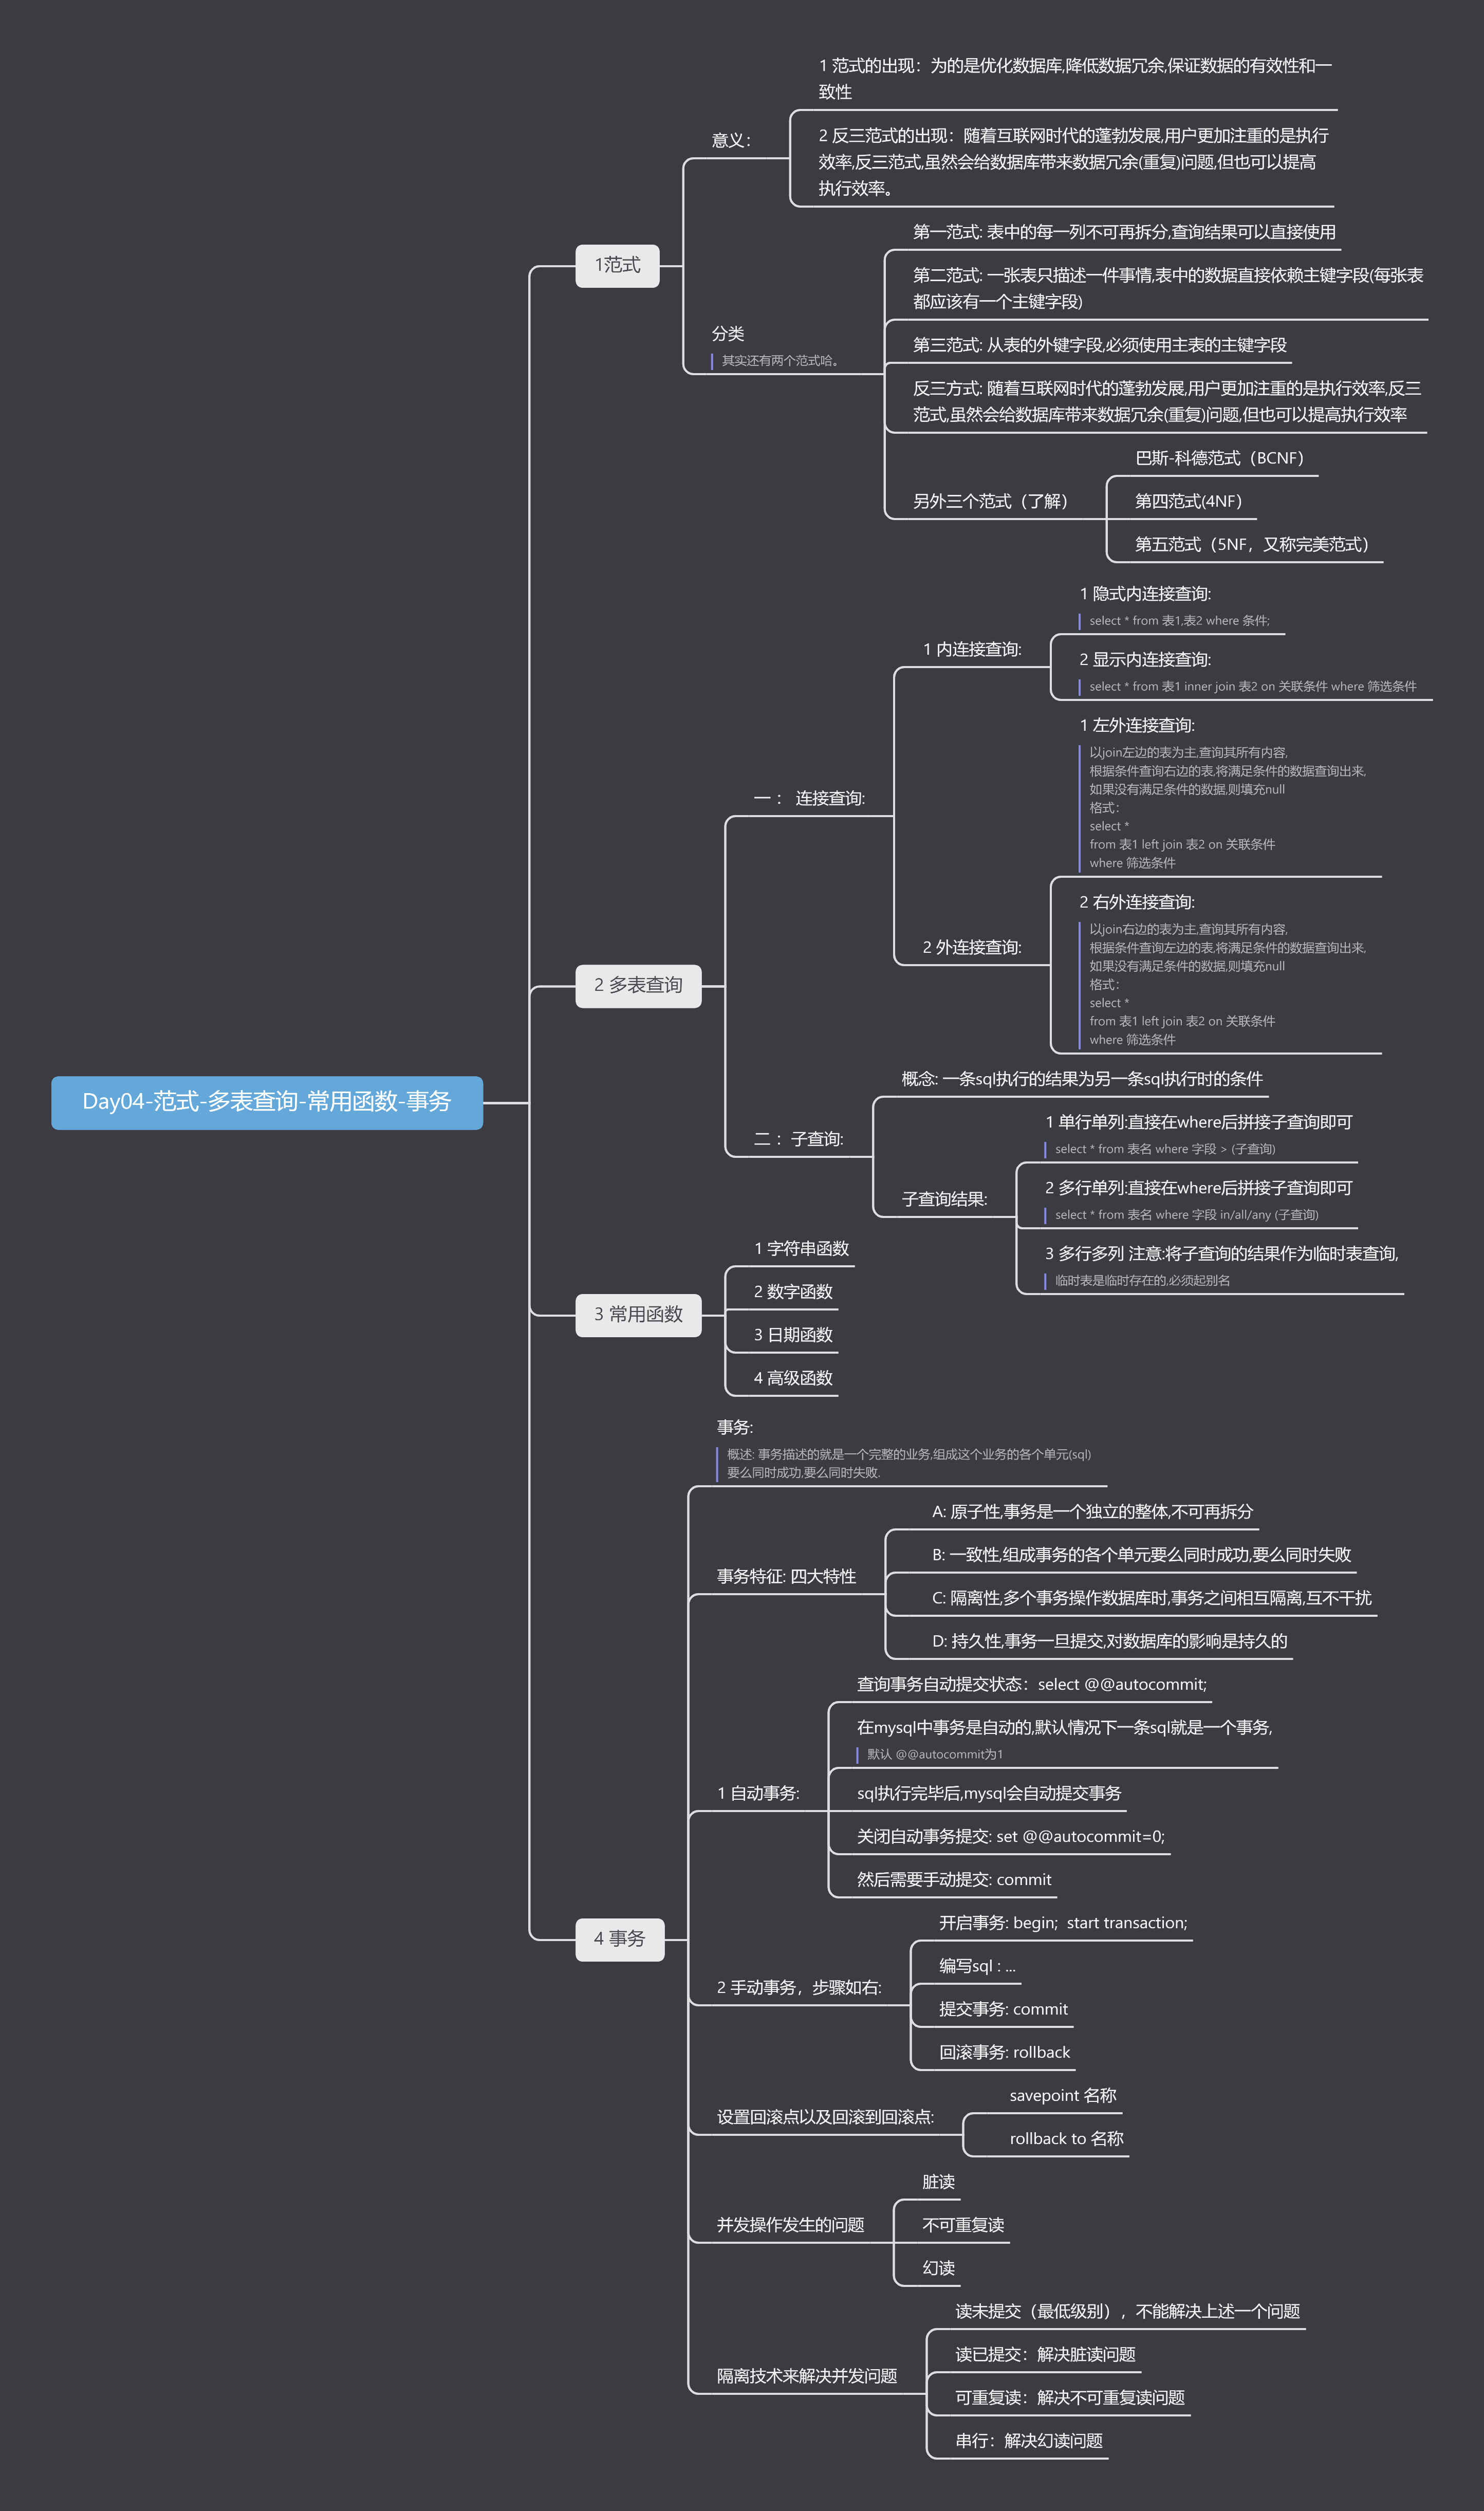 Day04-范式-多表查询-常用函数-事务
1范式
意义：
1 范式的出现：为的是优化数据库,降低数据冗余,保证数据的有效性和一
致性
2 反三范式的出现：随着互联网时代的蓬勃发展,用户更加注重的是执行
效率,反三范式,虽然会给数据库带来数据冗余(重复)问题,但也可以提高
执行效率。
分类
其实还有两个范式哈。
第一范式: 表中的每一列不可再拆分,查询结果可以直接使用
第二范式: 一张表只描述一件事情,表中的数据直接依赖主键字段(每张表
都应该有一个主键字段)
第三范式: 从表的外键字段,必须使用主表的主键字段
反三方式: 随着互联网时代的蓬勃发展,用户更加注重的是执行效率,反三
范式,虽然会给数据库带来数据冗余(重复)问题,但也可以提高执行效率
另外三个范式（了解）
巴斯-科德范式（BCNF）
第四范式(4NF）
第五范式（5NF，又称完美范式）
2 多表查询
一： 连接查询:
1 内连接查询:
1 隐式内连接查询:
select * from 表1,表2 where 条件;
2 显示内连接查询:
select * from 表1 inner join 表2 on 关联条件 where 筛选条件
2 外连接查询:
1 左外连接查询:
以join左边的表为主,查询其所有内容,
根据条件查询右边的表,将满足条件的数据查询出来,
如果没有满足条件的数据,则填充null
格式：
select *
from 表1 left join 表2 on 关联条件
where 筛选条件
2 右外连接查询:
以join右边的表为主,查询其所有内容,
根据条件查询左边的表,将满足条件的数据查询出来,
如果没有满足条件的数据,则填充null
格式：
select *
from 表1 left join 表2 on 关联条件
where 筛选条件
二：子查询:
概念: 一条sql执行的结果为另一条sql执行时的条件
子查询结果:
1 单行单列:直接在where后拼接子查询即可
select * from 表名 where 字段 > (子查询)
2 多行单列:直接在where后拼接子查询即可
select * from 表名 where 字段 in/all/any (子查询)
3 多行多列 注意:将子查询的结果作为临时表查询,
临时表是临时存在的,必须起别名
3 常用函数
1 字符串函数
2 数字函数
3 日期函数
4 高级函数
4 事务
事务:
概述: 事务描述的就是一个完整的业务,组成这个业务的各个单元(sql)
要么同时成功,要么同时失败.
事务特征: 四大特性
A: 原子性,事务是一个独立的整体,不可再拆分
B: 一致性,组成事务的各个单元要么同时成功,要么同时失败
C: 隔离性,多个事务操作数据库时,事务之间相互隔离,互不干扰
D: 持久性,事务一旦提交,对数据库的影响是持久的
1 自动事务:
查询事务自动提交状态：select @@autocommit;
在mysql中事务是自动的,默认情况下一条sql就是一个事务,
默认 @@autocommit为1
sql执行完毕后,mysql会自动提交事务
关闭自动事务提交: set @@autocommit=0;
然后需要手动提交: commit
2 手动事务，步骤如右:
开启事务: begin; start transaction;
编写sql : ...
提交事务: commit
回滚事务: rollback
设置回滚点以及回滚到回滚点:
savepoint 名称
rollback to 名称
并发操作发生的问题
脏读
不可重复读
幻读
隔离技术来解决并发问题
读未提交（最低级别），不能解决上述一个问题
读已提交：解决脏读问题
可重复读：解决不可重复读问题
串行：解决幻读问题